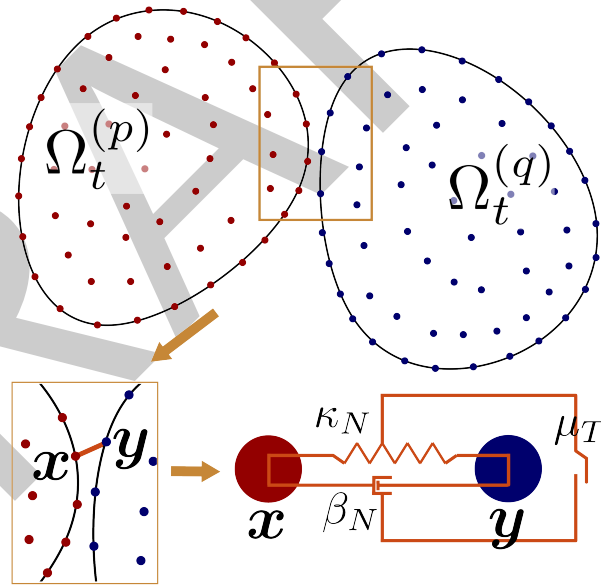 Ω_t^{(p)}
Ω_t^{(q)}
x y
κ_N
μ_T
β_N
x y